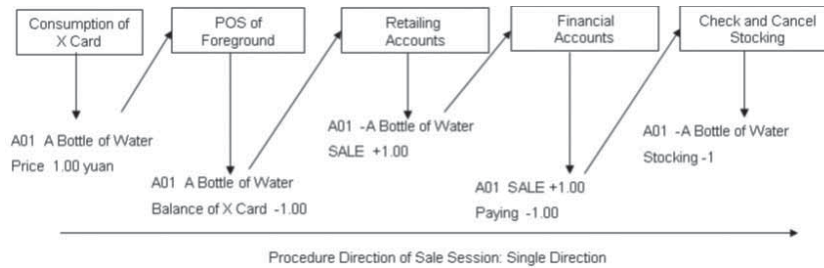 Consumption of
X Card
POS of
Foreground
Retailing
Accounts
Financial
Accounts
Check and Cancel
Stocking
A01 A Bottle of Water
Price 1.00 yuan
A01 A Bottle of Water
Balance of X Card -1.00
A01 -A Bottle of Water
SALE +1.00
A01 SALE +1.00
Paying -1.00
A01 -A Bottle of Water
Stocking -1
Procedure Direction of Sale Session: Single Direction